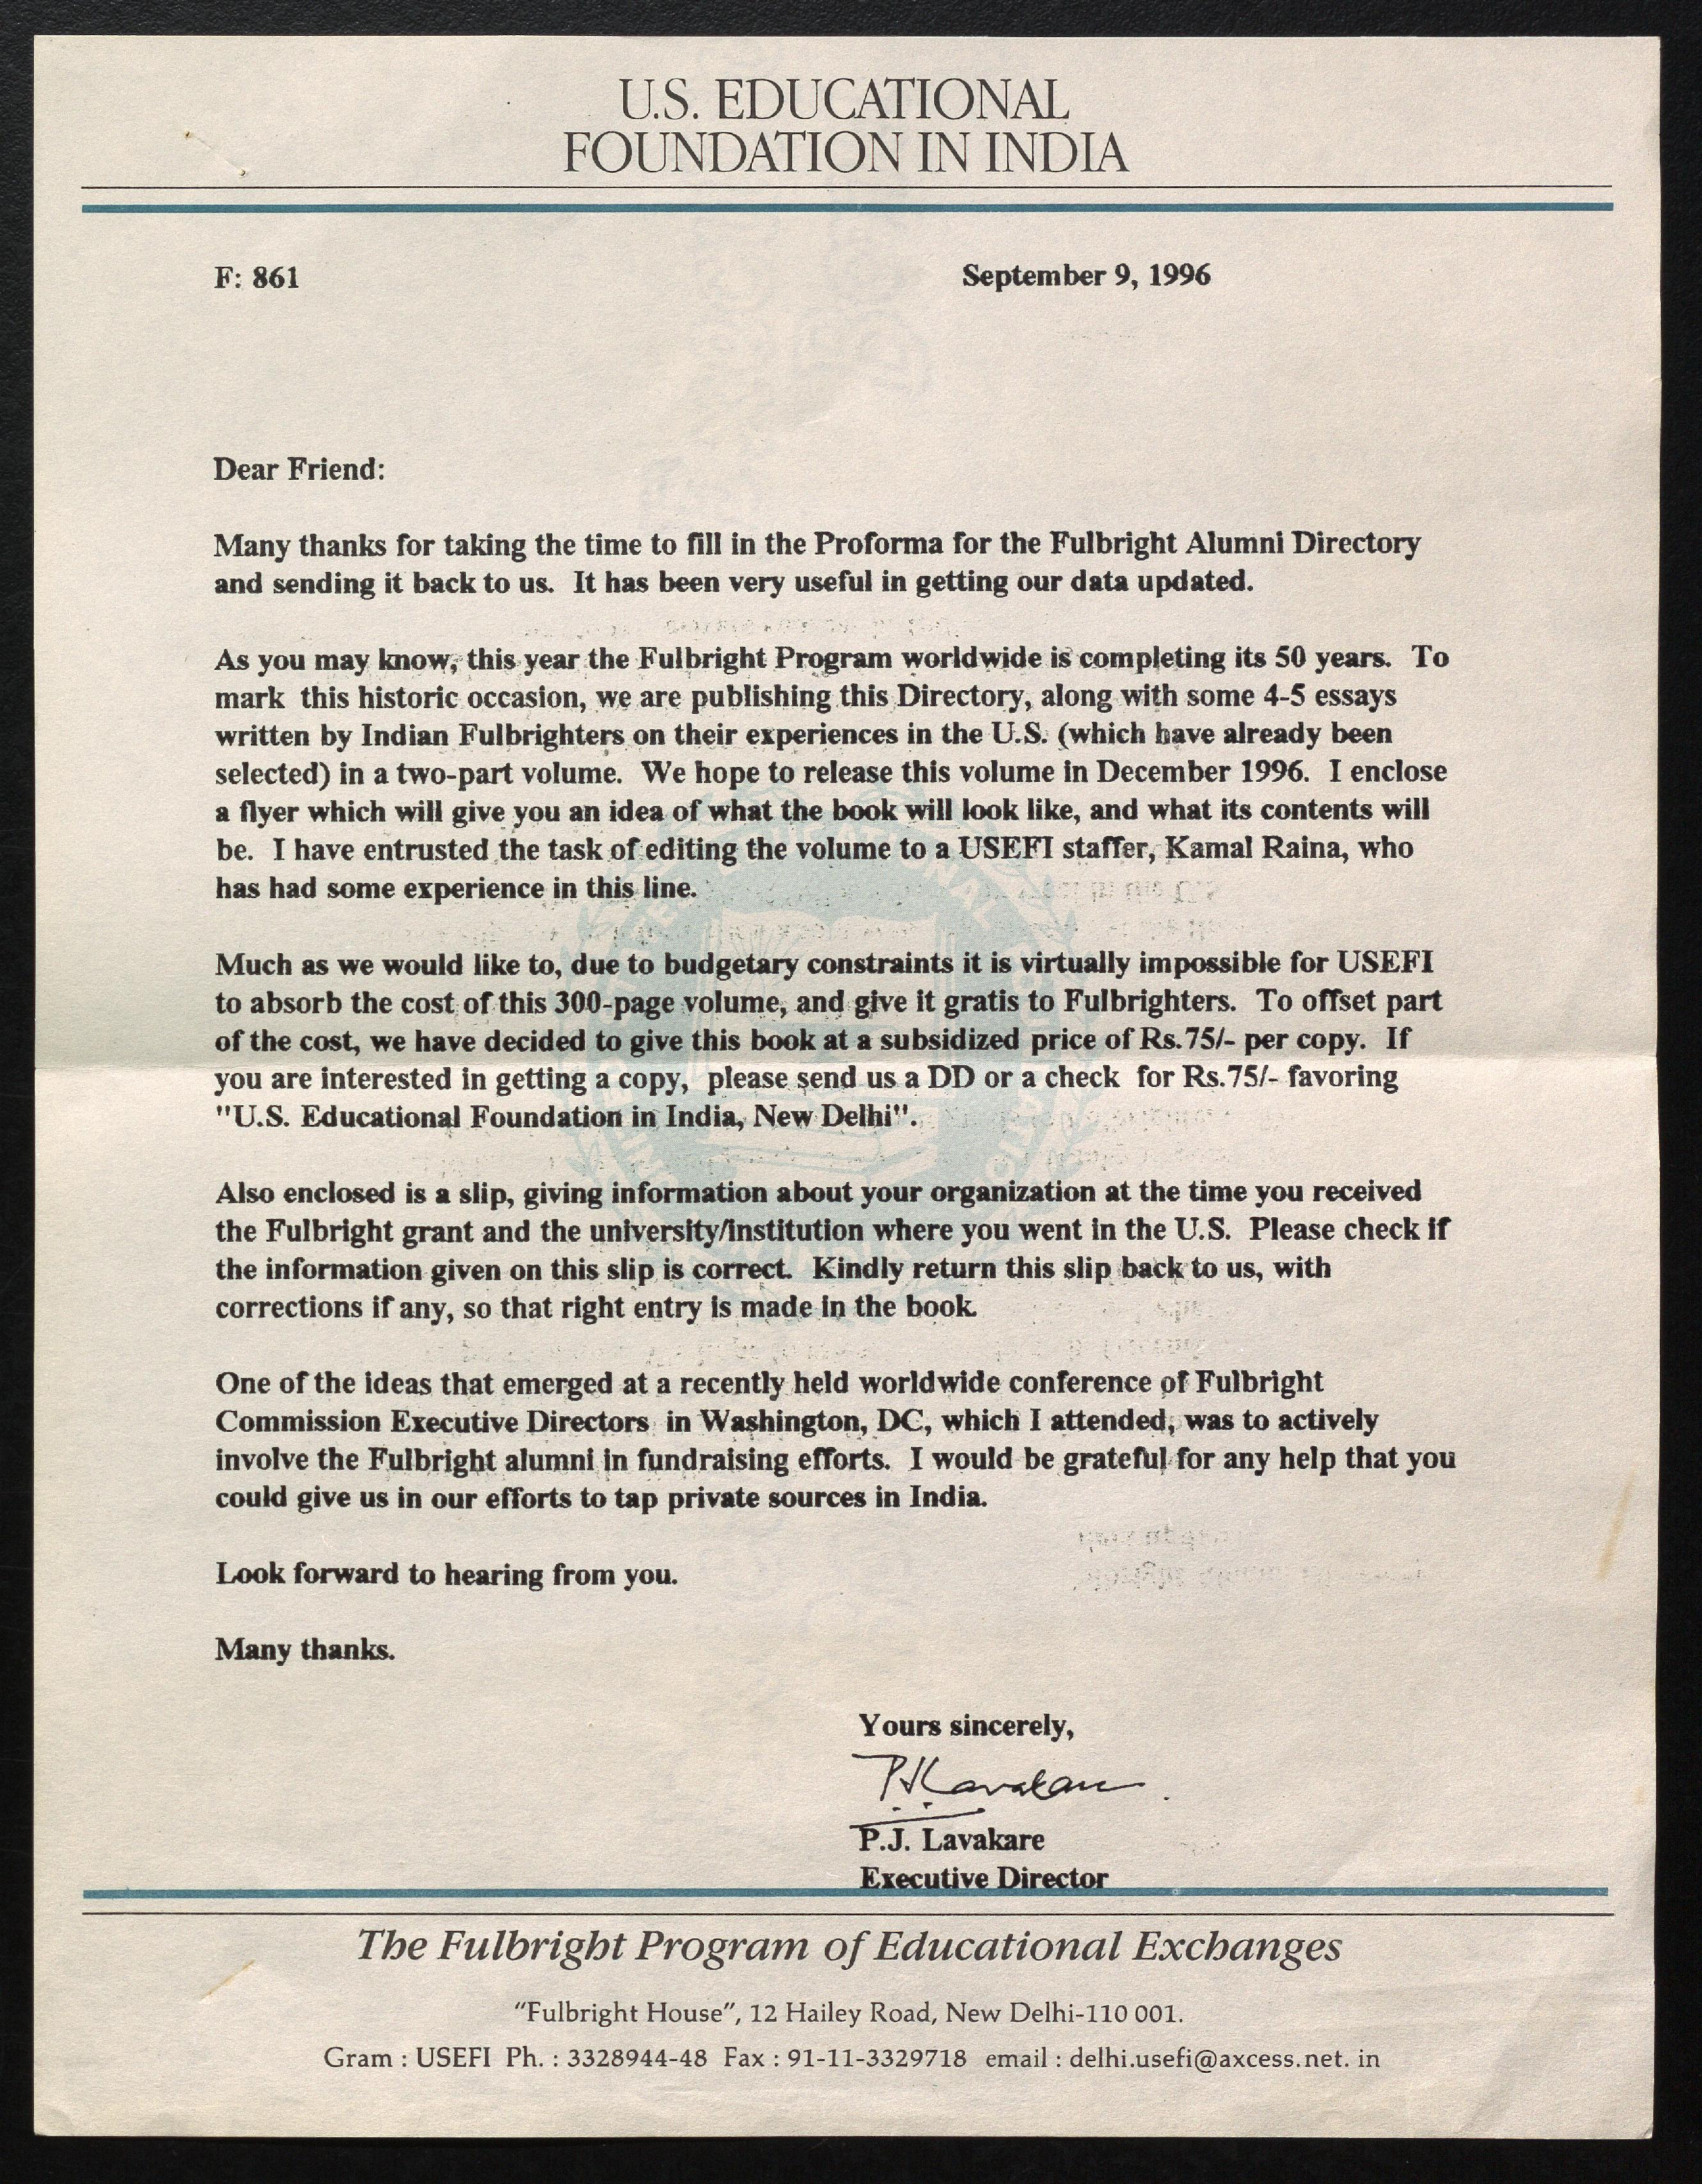 U.S. EDUCATIONAL
FOUNDATION IN INDIA
F: 861
September 9, 1996
Dear Friend:
Many thanks for taking the time to fill in the Proforma for the Fulbright Alumni Directory
and sending it back to us. It has been very useful in getting our data updated.
As you may know, this year the Fulbright Program worldwide is completing its 50 years. To
mark this historic occasion, we are publishing this Directory, along with some 4-5 essays
written by Indian Fulbrighters on their experiences in the U.S. (which have already been
selected) in a two-part volume. We hope to release this volume in December 1996. I enclose
a flyer which will give you an idea of what the book will look like, and what its contents will
be. I have entrusted the task of editing the volume to a USEFI staffer, Kamal Raina, who
has had some experience in this line.
Much as we would like to, due to budgetary constraints it is virtually impossible for USEFI
to absorb the cost of this 300-page volume, and give it gratis to Fulbrighters. To offset part
of the cost, we have decided to give this book at a subsidized price of Rs.75/- per copy. If
you are interested in getting a copy, please send us a DD or a check for Rs.75/- favoring
"U.S. Educational Foundation in India, New Delhi".
Also enclosed is a slip, giving information about your organization at the time you received
the Fulbright grant and the university/institution where you went in the U.S. Please check if
the information given on this slip is correct. Kindly return this slip back to us, with
corrections if any, so that right entry is made in the book.
One of the ideas that emerged at a recently held worldwide conference of Fulbright
Commission Executive Directors in Washington, DC, which I attended, was to actively
involve the Fulbright alumni in fundraising efforts. I would be grateful for any help that you
could give us in our efforts to tap private sources in India.
Look forward to hearing from you.
Many thanks.
Yours sincerely,
PJLavakare
P.J. Lavakare
Executive Director
The Fulbright Program of Educational Exchanges
"Fulbright House", 12 Hailey Road, New Delhi-110 001.
Gram : USEFI Ph. : 3328944-48 Fax : 91-11-3329718 email : delhi.usefi@axcess.net. in